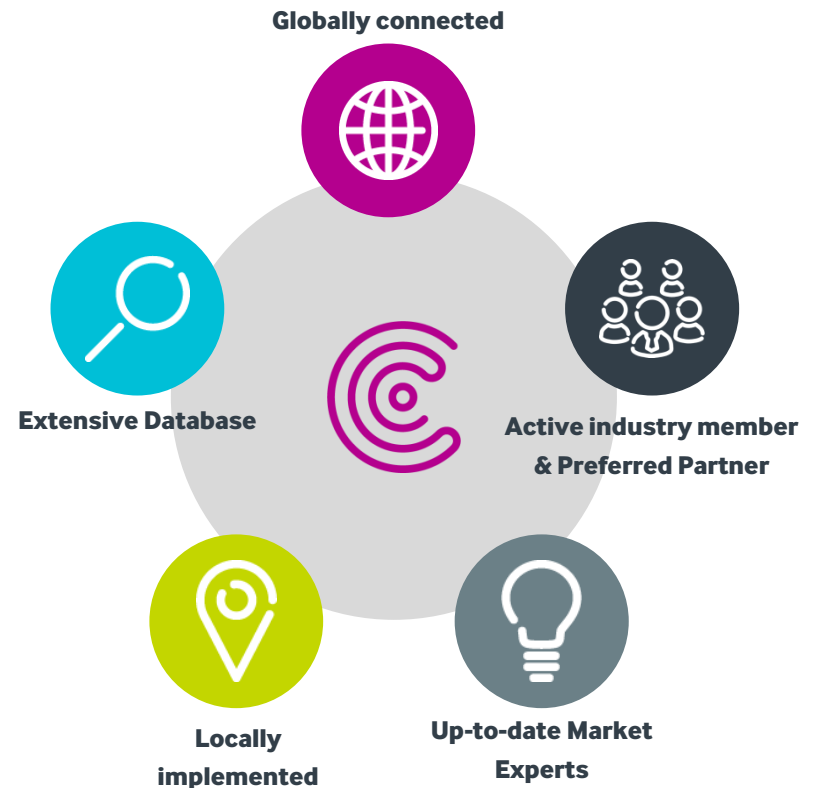 Globally connected
Extensive Database
Active industry member
& Preferred Partner
Locally
implemented
Up-to-date Market
Experts